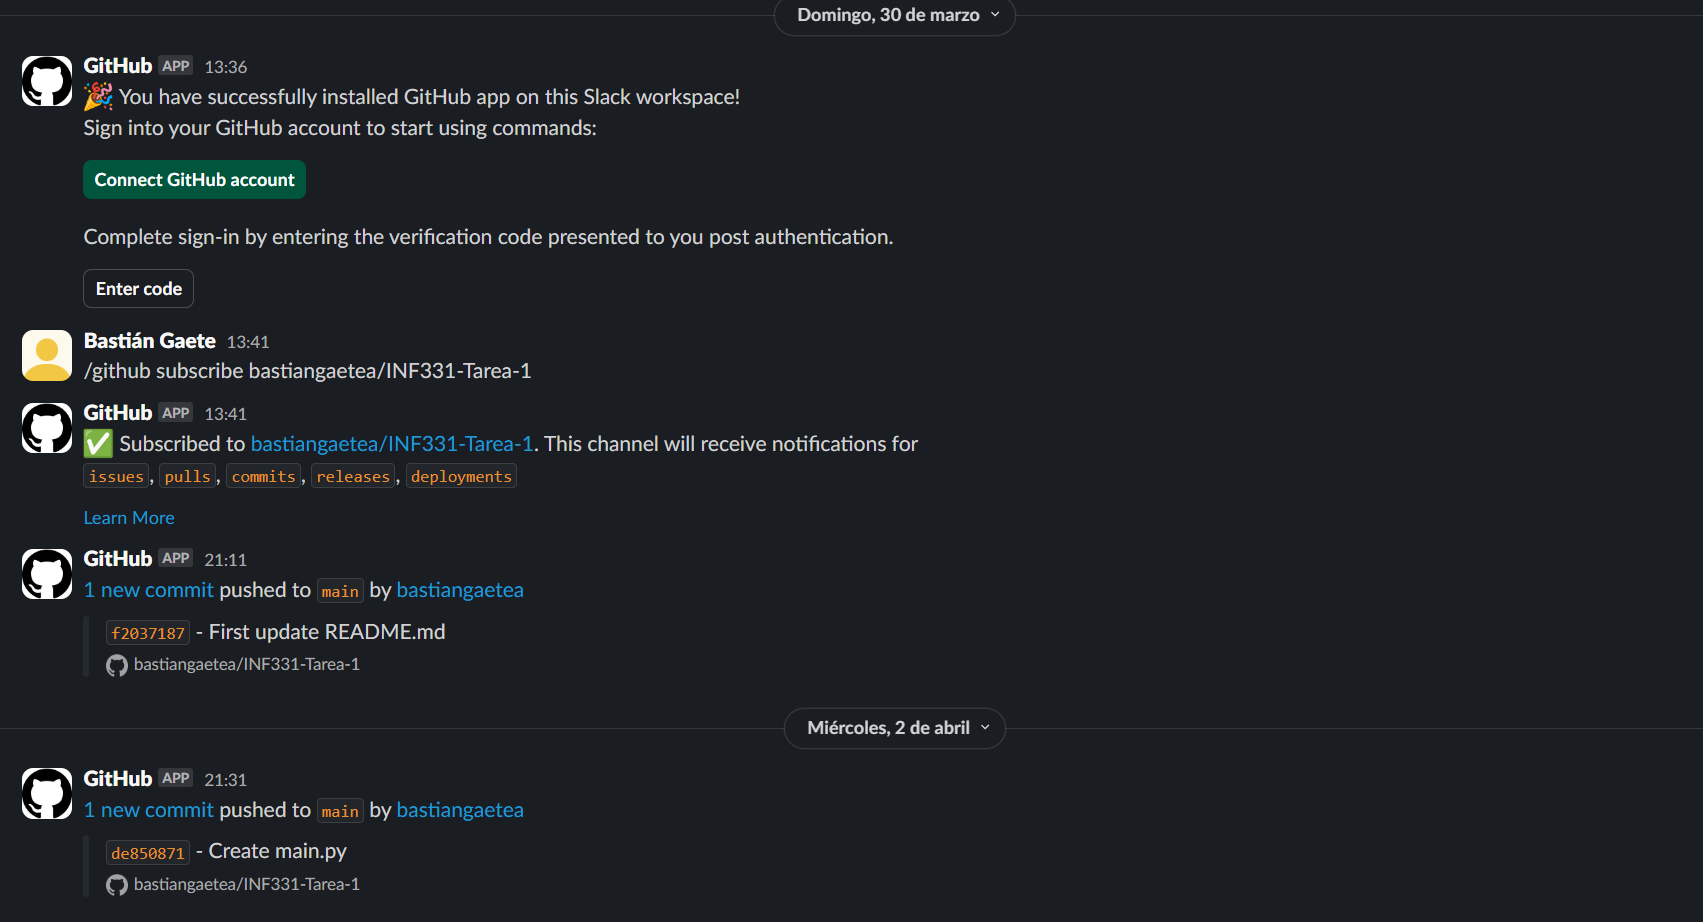 Domingo, 30 de marzo
GitHub APP 13:36
🎉 You have successfully installed GitHub app on this Slack workspace!
Sign into your GitHub account to start using commands:
Connect GitHub account
Complete sign-in by entering the verification code presented to you post authentication.
Enter code
Bastián Gaete 13:41
/github subscribe bastiangaetea/INF331-Tarea-1
GitHub APP 13:41
✅ Subscribed to bastiangaetea/INF331-Tarea-1. This channel will receive notifications for
issues, pulls, commits, releases, deployments
Learn More
GitHub APP 21:11
1 new commit pushed to main by bastiangaetea
f2037187 - First update README.md
bastiangaetea/INF331-Tarea-1
Miércoles, 2 de abril
GitHub APP 21:31
1 new commit pushed to main by bastiangaetea
de850871 - Create main.py
bastiangaetea/INF331-Tarea-1